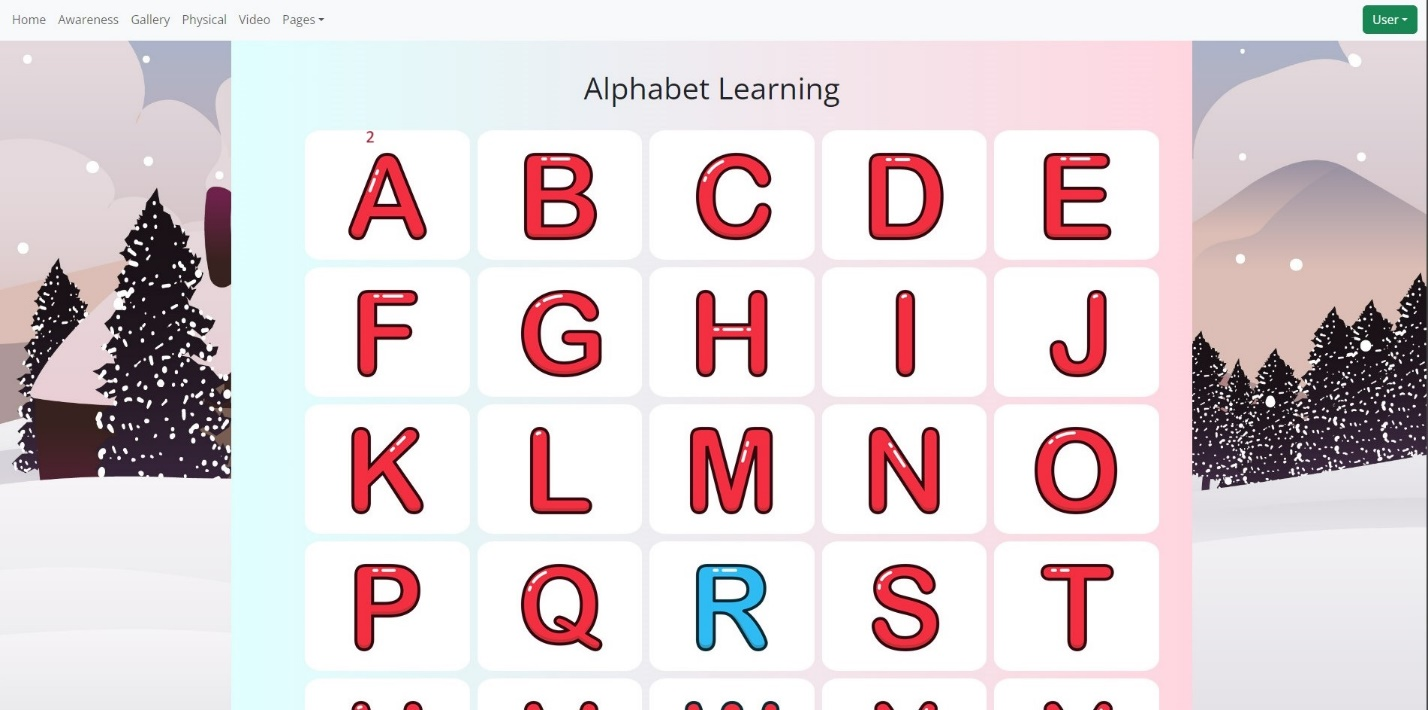 Home Awareness Gallery Physical Video Pages User
Alphabet Learning
2
A B C D E
F G H I J
K L M N O
P Q R S T